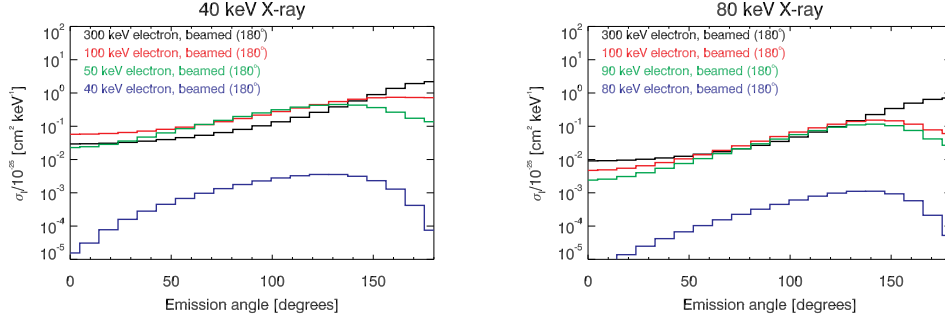 40 keV X-ray
300 keV electron, beamed (180°)
100 keV electron, beamed (180°)
50 keV electron, beamed (180°)
40 keV electron, beamed (180°)
10²
10¹
10⁰
10⁻¹
10⁻²
10⁻³
10⁻⁴
10⁻⁵
σᵢ/10⁻²⁵ [cm² keV⁻¹]
0 50 100 150
Emission angle [degrees]
80 keV X-ray
300 keV electron, beamed (180°)
100 keV electron, beamed (180°)
90 keV electron, beamed (180°)
80 keV electron, beamed (180°)
10²
10¹
10⁰
10⁻¹
10⁻²
10⁻³
10⁻⁴
10⁻⁵
σᵢ/10⁻²⁵ [cm² keV⁻¹]
0 50 100 150
Emission angle [degrees]